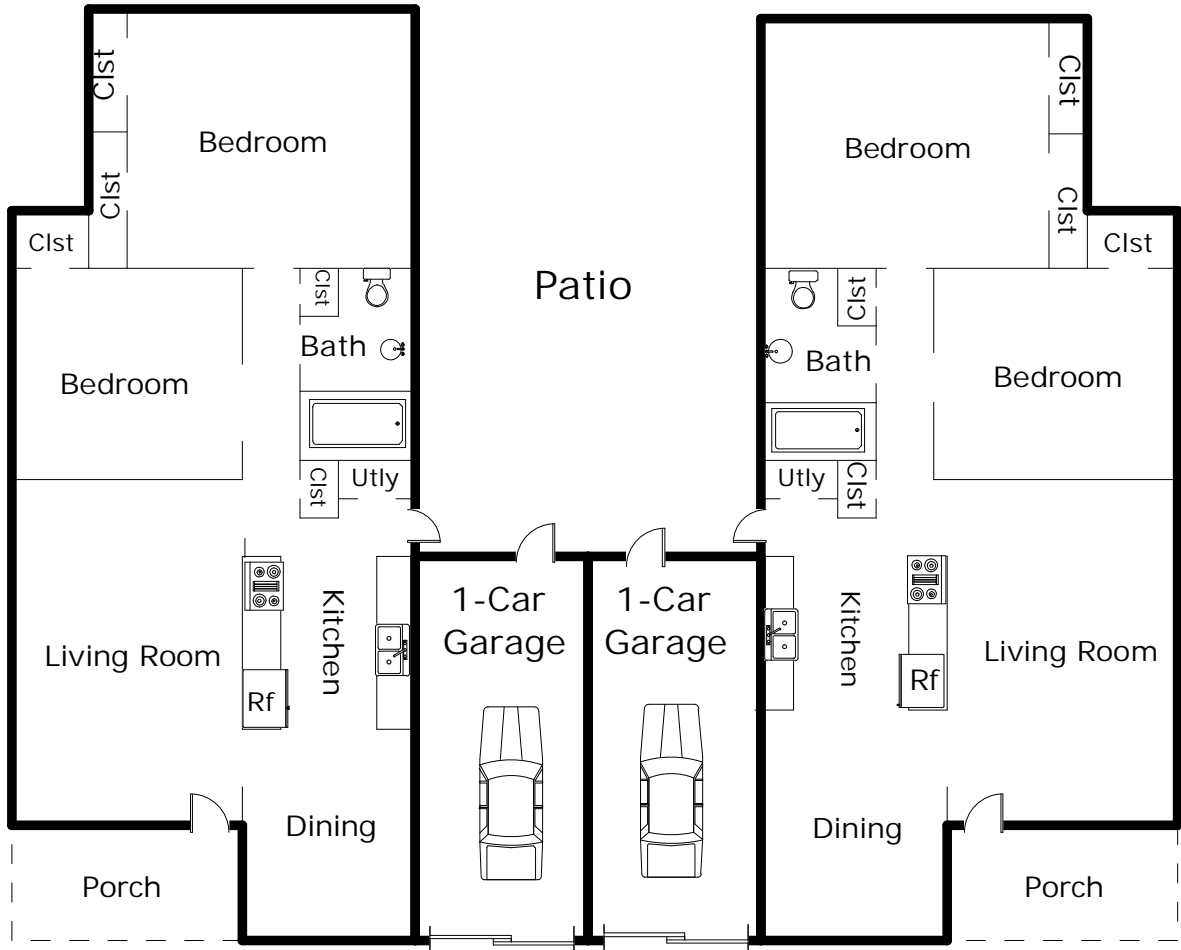 Clst
Clst
Bedroom
Bedroom
Clst
Clst
Clst
Clst
Clst
Patio
Clst
Clst
Bath
Bath
Bedroom
Bedroom
Clst
Utly
Utly
Clst
1-Car
Garage
1-Car
Garage
Kitchen
Kitchen
Living Room
Living Room
Rf
Rf
Dining
Dining
Porch
Porch